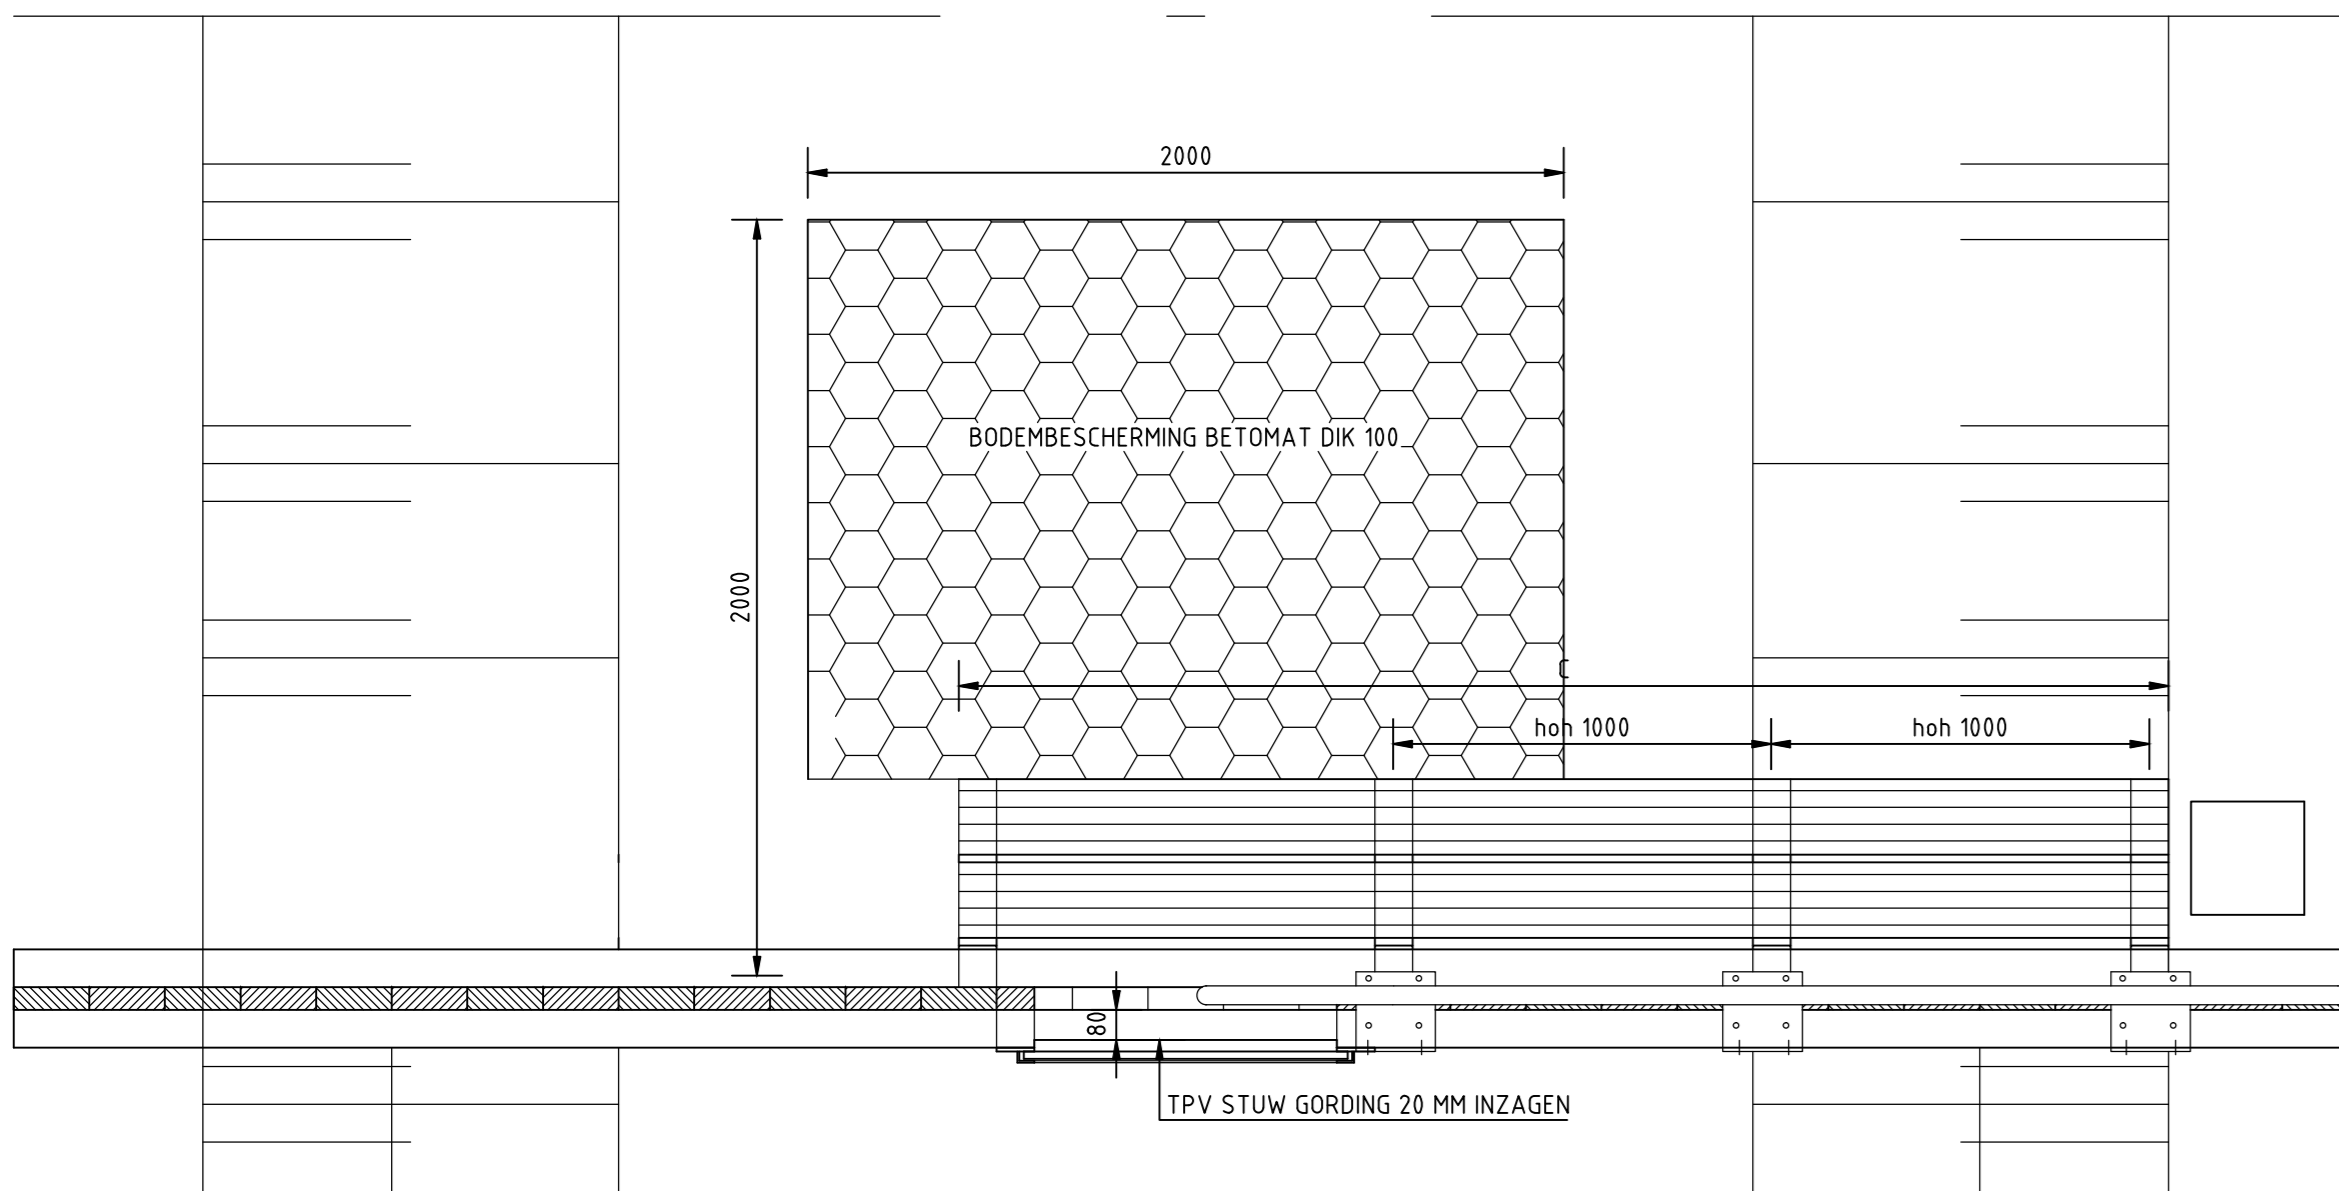 2000
2000
BODEMBESCHERMING BETOMAT DIK 100
C
hoh 1000
hoh 1000
80
TPV STUW GORDING 20 MM INZAGEN